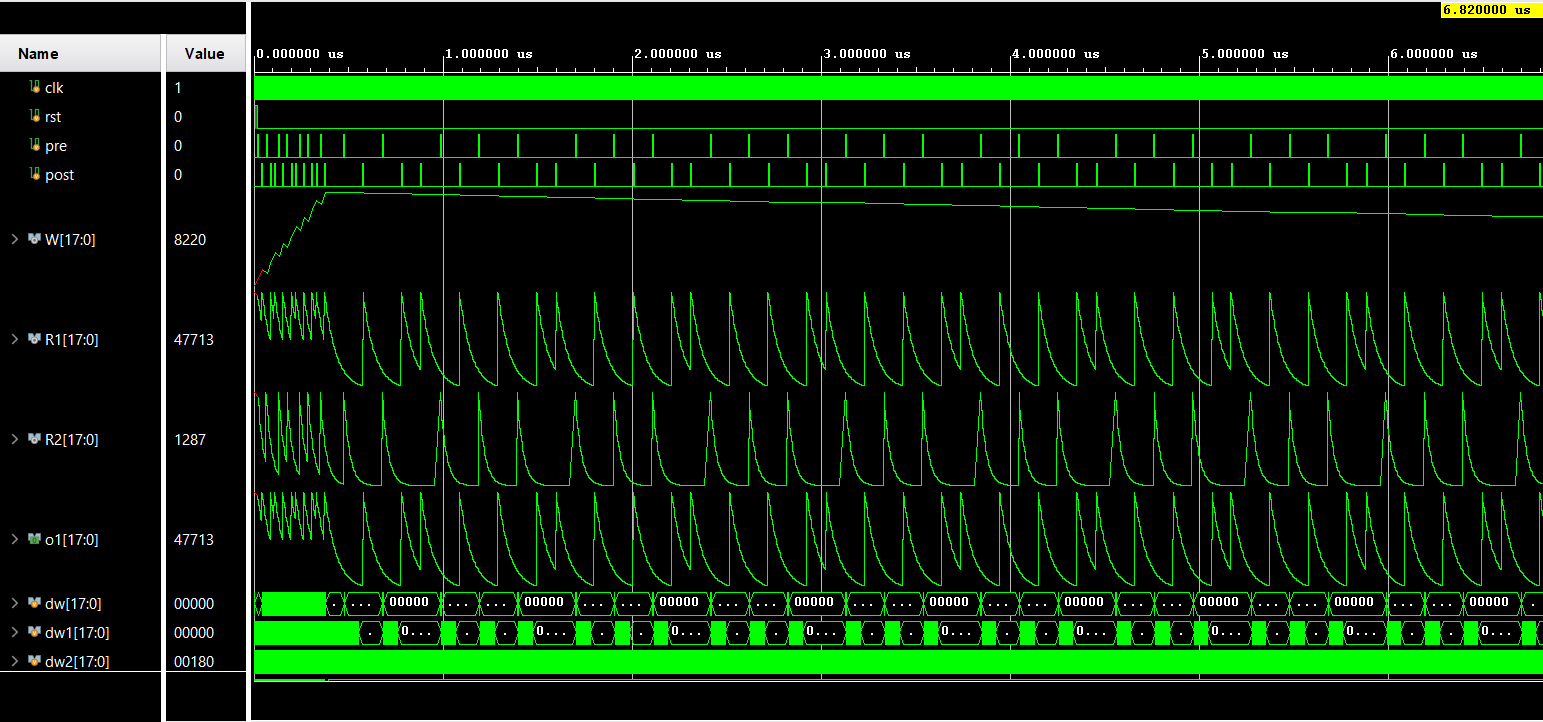 6.820000 us
Name Value
0.000000 us 1.000000 us 2.000000 us 3.000000 us 4.000000 us 5.000000 us 6.000000 us
clk 1
rst 0
pre 0
post 0
W[17:0] 8220
R1[17:0] 47713
R2[17:0] 1287
o1[17:0] 47713
dw[17:0] 00000 ... 00000 ... ... 00000 ... ... 00000 ... ... 00000 ... ... 00000 ... ... 00000 ... ... 00000 ... ... 00000 ... ... 00000
dw1[17:0] 00000 . 0... . . 0... . . 0... . . 0... . . 0... . . 0... . . 0... . . 0... . . 0...
dw2[17:0] 00180